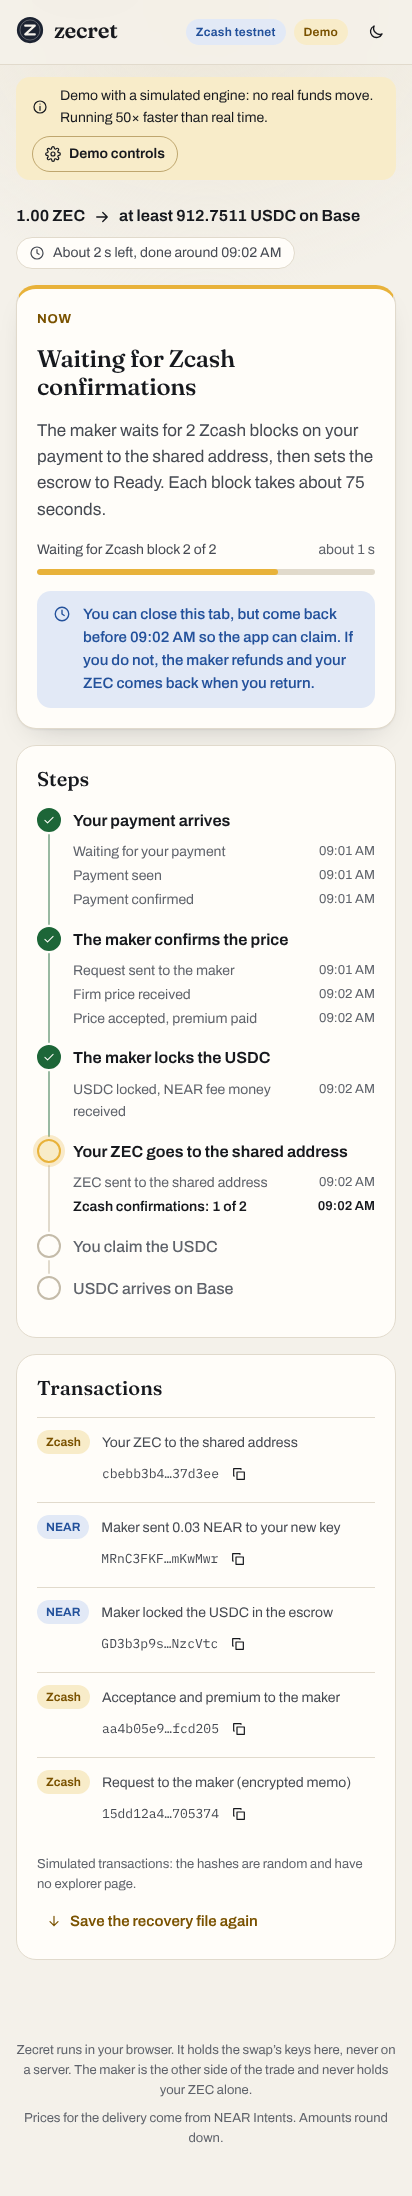 zecret
Zcash testnet
Demo
Demo with a simulated engine: no real funds move.
Running 50× faster than real time.
Demo controls
1.00 ZEC → at least 912.7511 USDC on Base
About 2 s left, done around 09:02 AM
NOW
Waiting for Zcash
confirmations
The maker waits for 2 Zcash blocks on your
payment to the shared address, then sets the
escrow to Ready. Each block takes about 75
seconds.
Waiting for Zcash block 2 of 2 about 1 s
You can close this tab, but come back
before 09:02 AM so the app can claim. If
you do not, the maker refunds and your
ZEC comes back when you return.
Steps
Your payment arrives
Waiting for your payment 09:01 AM
Payment seen 09:01 AM
Payment confirmed 09:01 AM
The maker confirms the price
Request sent to the maker 09:01 AM
Firm price received 09:02 AM
Price accepted, premium paid 09:02 AM
The maker locks the USDC
USDC locked, NEAR fee money 09:02 AM
received
Your ZEC goes to the shared address
ZEC sent to the shared address 09:02 AM
Zcash confirmations: 1 of 2 09:02 AM
You claim the USDC
USDC arrives on Base
Transactions
Zcash Your ZEC to the shared address
cbebb3b4…37d3ee
NEAR Maker sent 0.03 NEAR to your new key
MRnC3FKF…mKwMwr
NEAR Maker locked the USDC in the escrow
GD3b3p9s…NzcVtc
Zcash Acceptance and premium to the maker
aa4b05e9…fcd205
Zcash Request to the maker (encrypted memo)
15dd12a4…705374
Simulated transactions: the hashes are random and have
no explorer page.
Save the recovery file again
Zecret runs in your browser. It holds the swap’s keys here, never on
a server. The maker is the other side of the trade and never holds
your ZEC alone.
Prices for the delivery come from NEAR Intents. Amounts round
down.